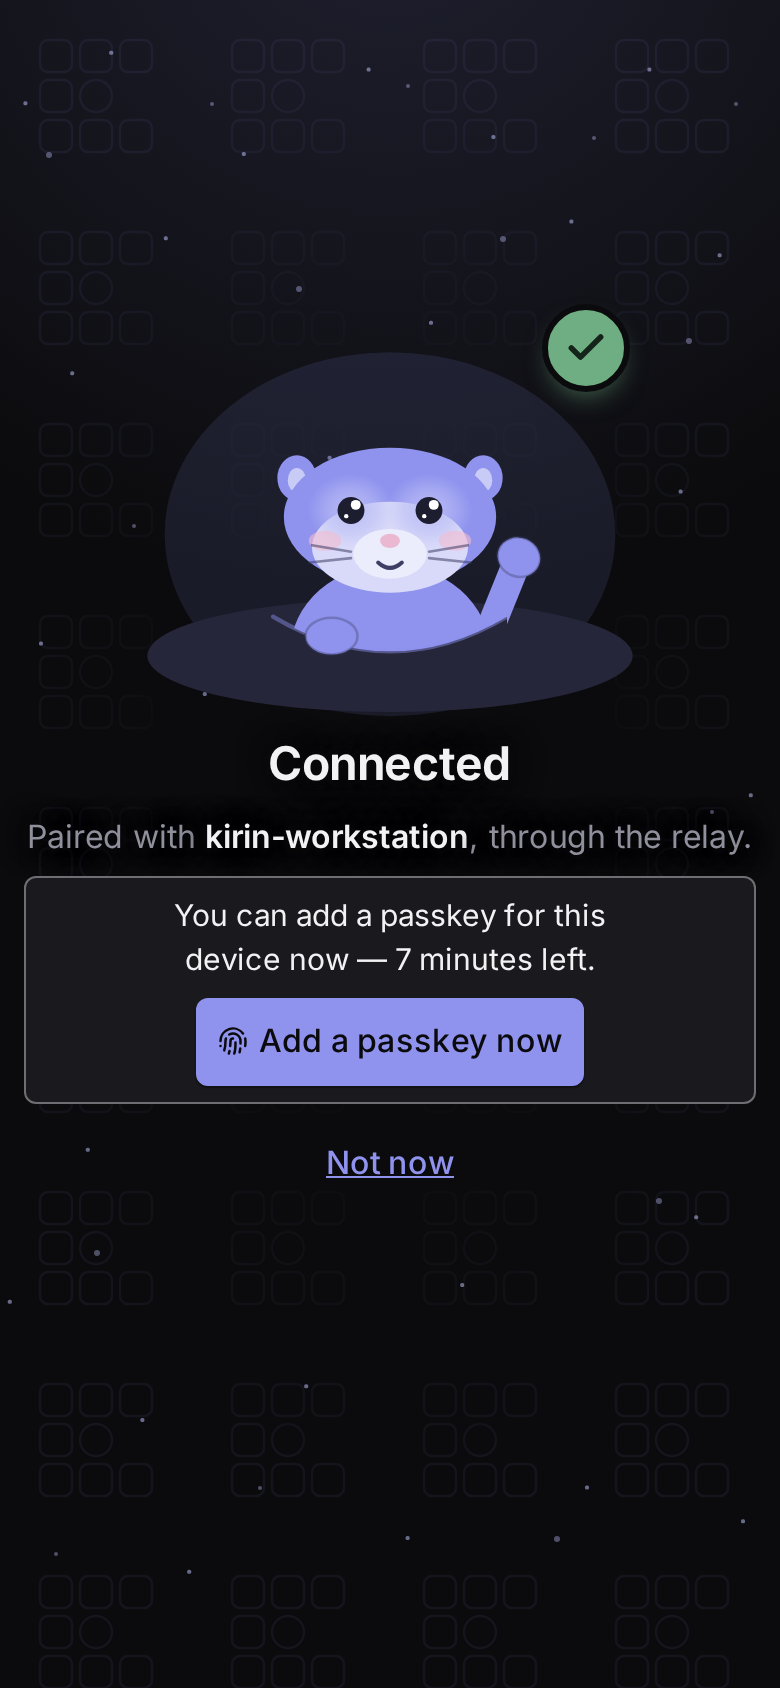 Connected
Paired with kirin-workstation, through the relay.
You can add a passkey for this
device now — 7 minutes left.
Add a passkey now
Not now